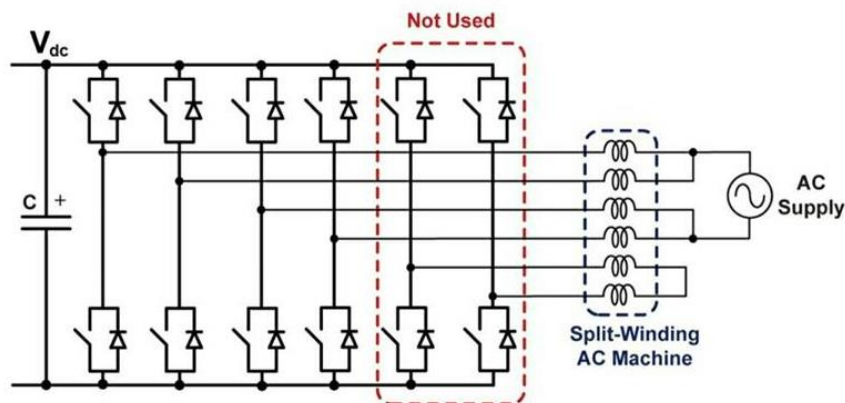 Not Used
Vdc
C +
AC
Supply
Split-Winding
AC Machine